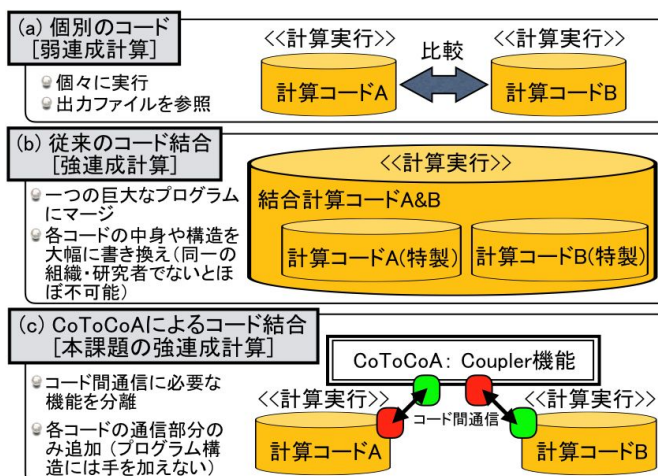 (a) 個別のコード
[弱連成計算]
個々に実行
出力ファイルを参照
<<計算実行>>
計算コードA
比較
<<計算実行>>
計算コードB
(b) 従来のコード結合
[強連成計算]
一つの巨大なプログラム
にマージ
各コードの中身や構造を
大幅に書き換え(同一の
組織・研究者でないとほ
ぼ不可能)
<<計算実行>>
結合計算コードA&B
計算コードA(特製)
計算コードB(特製)
(c) CoToCoAによるコード結合
[本課題の強連成計算]
コード間通信に必要な
機能を分離
各コードの通信部分の
み追加 (プログラム構
造には手を加えない)
CoToCoA: Coupler機能
<<計算実行>>
コード間通信
<<計算実行>>
計算コードA
計算コードB